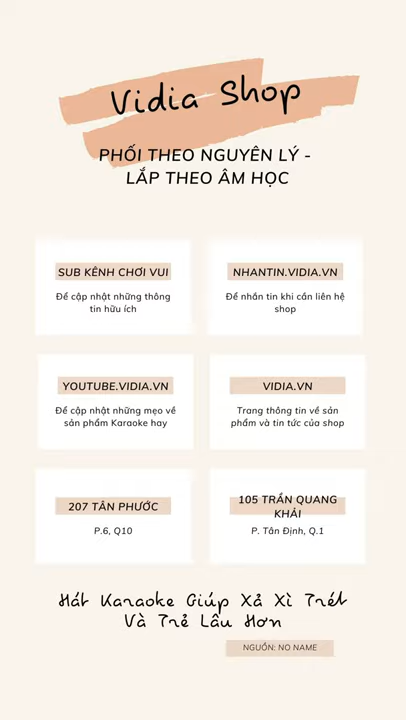 Vidia Shop
PHỐI THEO NGUYÊN LÝ -
LẮP THEO ÂM HỌC
SUB KÊNH CHƠI VUI
Để cập nhật những thông
tin hữu ích
NHANTIN.VIDIA.VN
Để nhắn tin khi cần liên hệ
shop
YOUTUBE.VIDIA.VN
Để cập nhật những mẹo về
sản phẩm Karaoke hay
VIDIA.VN
Trang thông tin về sản
phẩm và tin tức của shop
207 TÂN PHƯỚC
P.6, Q10
105 TRẦN QUANG
KHẢI
P. Tân Định, Q.1
Hát Karaoke Giúp Xả Xì Trét
Và Trẻ Lâu Hơn
NGUỒN: NO NAME